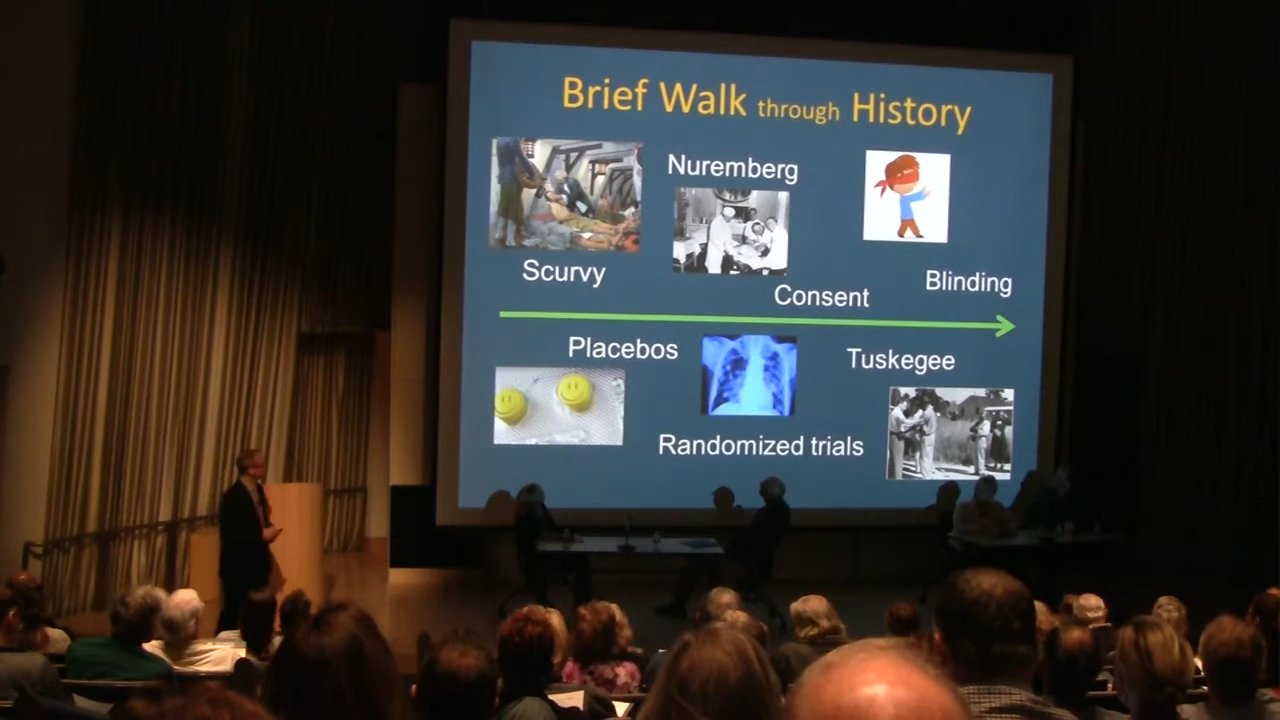 Brief Walk through History
Nuremberg
Scurvy
Blinding
Consent
Placebos
Tuskegee
Randomized trials